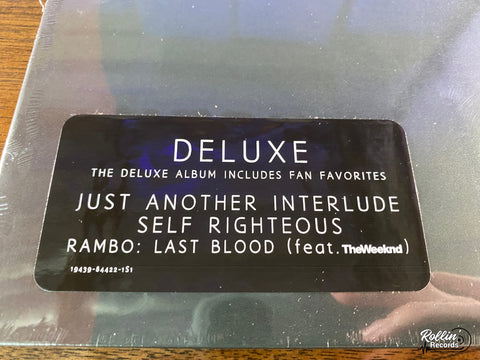 DELUXE
THE DELUXE ALBUM INCLUDES FAN FAVORITES
JUST ANOTHER INTERLUDE
SELF RIGHTEOUS
RAMBO: LAST BLOOD (feat. TheWeeknd)
19439-84422-1S1
Rollin'
Records